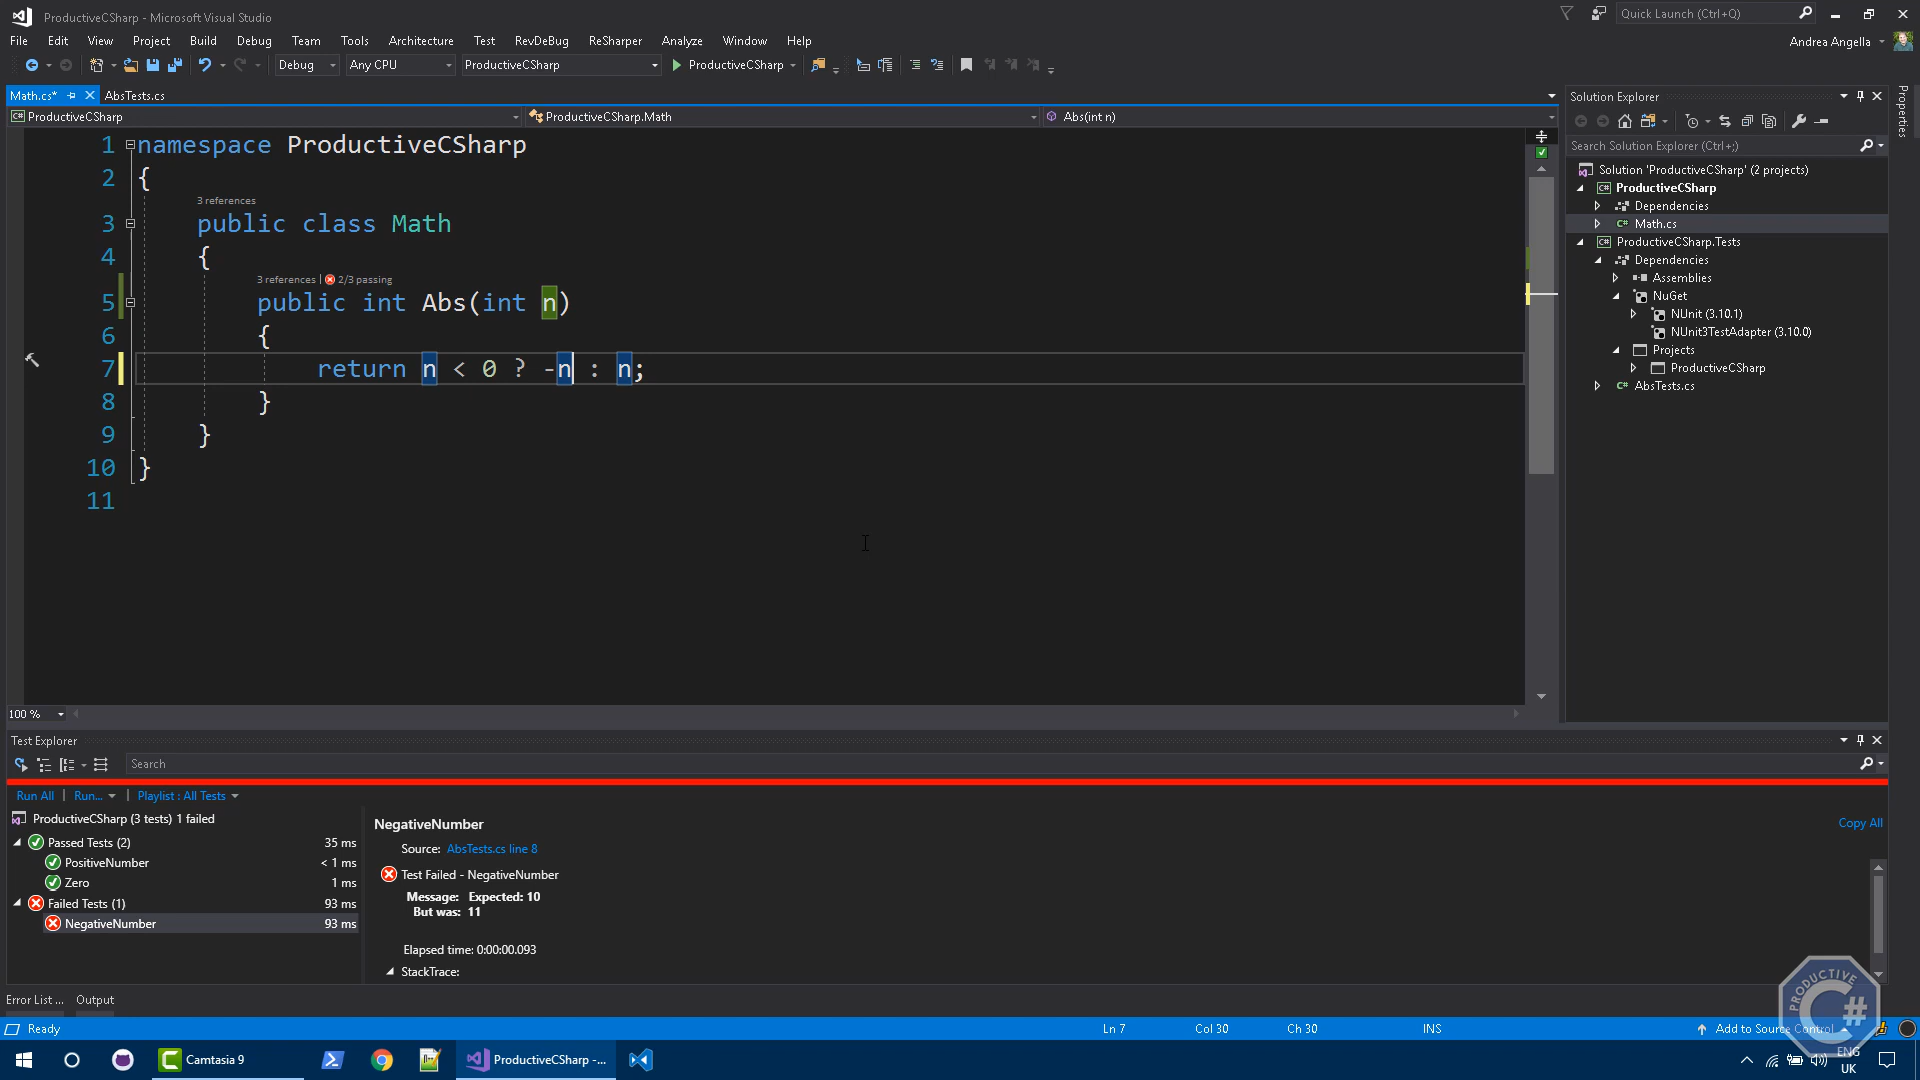 ProductiveCSharp - Microsoft Visual Studio
Quick Launch (Ctrl+Q)
File Edit View Project Build Debug Team Tools Architecture Test RevDeBug ReSharper Analyze Window Help
Andrea Angella
Debug Any CPU ProductiveCSharp ProductiveCSharp
Math.cs* AbsTests.cs
ProductiveCSharp ProductiveCSharp.Math Abs(int n)
1 namespace ProductiveCSharp
2 {
3 references
3 public class Math
4 {
3 references | 2/3 passing
5 public int Abs(int n)
6 {
7 return n < 0 ? -n : n;
8 }
9 }
10 }
11
100 %
Solution Explorer
Search Solution Explorer (Ctrl+;)
Solution 'ProductiveCSharp' (2 projects)
ProductiveCSharp
Dependencies
C# Math.cs
ProductiveCSharp.Tests
Dependencies
Assemblies
NuGet
NUnit (3.10.1)
NUnit3TestAdapter (3.10.0)
Projects
ProductiveCSharp
C# AbsTests.cs
Properties
Test Explorer
Search
Run All | Run... | Playlist : All Tests
ProductiveCSharp (3 tests) 1 failed
Passed Tests (2) 35 ms
PositiveNumber < 1 ms
Zero 1 ms
Failed Tests (1) 93 ms
NegativeNumber 93 ms
NegativeNumber
Copy All
Source: AbsTests.cs line 8
Test Failed - NegativeNumber
Message: Expected: 10
But was: 11
Elapsed time: 0:00:00.093
StackTrace:
Error List ... Output
PRODUCTIVE
C#
Ready Ln 7 Col 30 Ch 30 INS Add to Source Control
Camtasia 9 ProductiveCSharp -...
ENG
UK